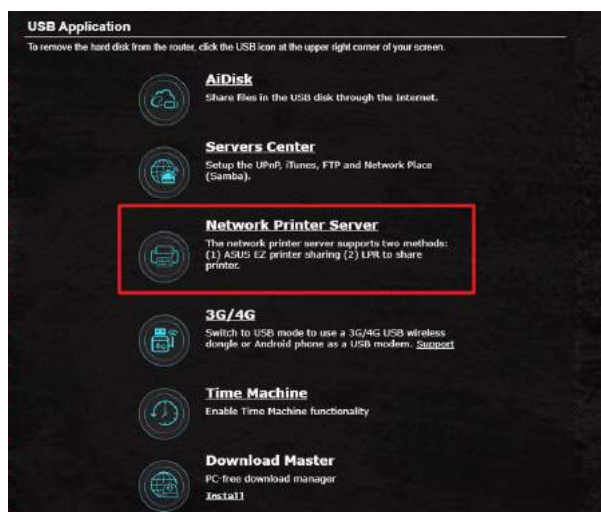 USB Application
To remove the hard disk from the router, click the USB icon at the upper right corner of your screen.
AiDisk
Share files in the USB disk through the Internet.
Servers Center
Setup the UPnP, iTunes, FTP and Network Place
(Samba).
Network Printer Server
The network printer server supports two methods:
(1) ASUS EZ printer sharing (2) LPR to share
printer.
3G/4G
Switch to USB mode to use a 3G/4G USB wireless
dongle or Android phone as a USB modem. Support
4G
Time Machine
Enable Time Machine functionality
Download Master
PC-free download manager
Install